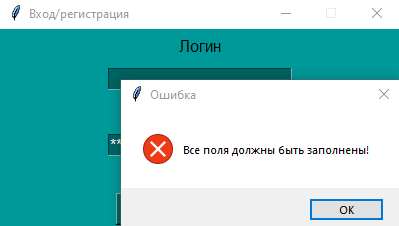 Вход/регистрация
Логин
Ошибка
**
Все поля должны быть заполнены!
OK